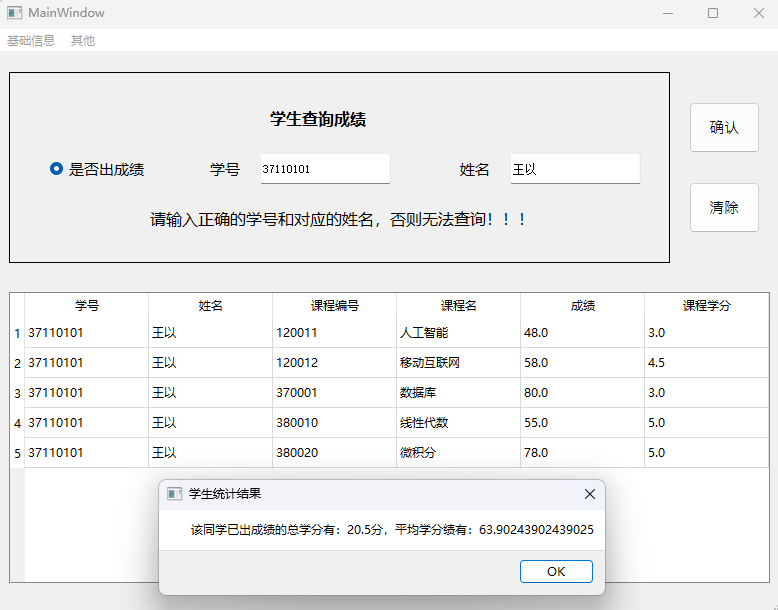 MainWindow
基础信息 其他
学生查询成绩
确认
是否出成绩 学号 37110101 姓名 王以
清除
请输入正确的学号和对应的姓名，否则无法查询！！！
学号 姓名 课程编号 课程名 成绩 课程学分
1 37110101 王以 120011 人工智能 48.0 3.0
2 37110101 王以 120012 移动互联网 58.0 4.5
3 37110101 王以 370001 数据库 80.0 3.0
4 37110101 王以 380010 线性代数 55.0 5.0
5 37110101 王以 380020 微积分 78.0 5.0
学生统计结果
该同学已出成绩的总学分有：20.5分，平均学分绩有：63.90243902439025
OK